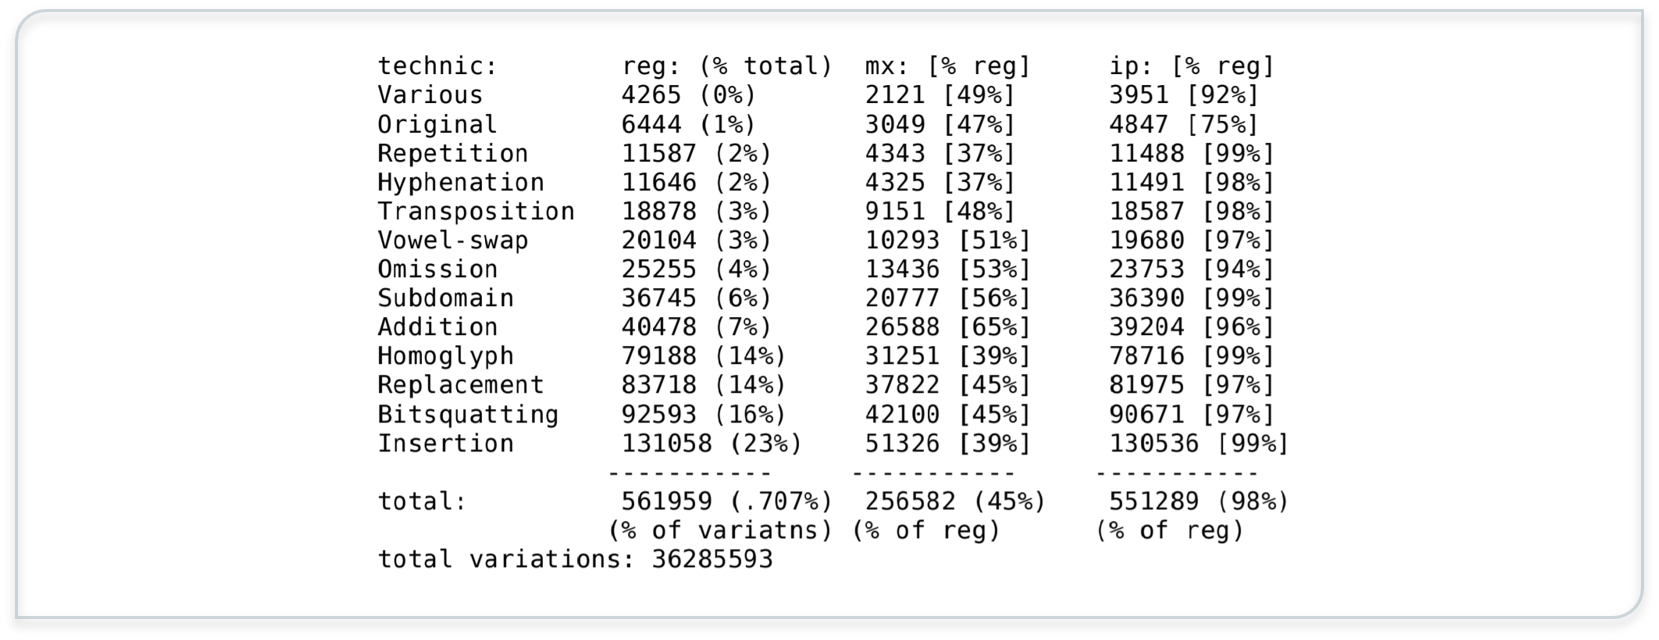 technic: reg: (% total) mx: [% reg] ip: [% reg]
Various 4265 (0%) 2121 [49%] 3951 [92%]
Original 6444 (1%) 3049 [47%] 4847 [75%]
Repetition 11587 (2%) 4343 [37%] 11488 [99%]
Hyphenation 11646 (2%) 4325 [37%] 11491 [98%]
Transposition 18878 (3%) 9151 [48%] 18587 [98%]
Vowel-swap 20104 (3%) 10293 [51%] 19680 [97%]
Omission 25255 (4%) 13436 [53%] 23753 [94%]
Subdomain 36745 (6%) 20777 [56%] 36390 [99%]
Addition 40478 (7%) 26588 [65%] 39204 [96%]
Homoglyph 79188 (14%) 31251 [39%] 78716 [99%]
Replacement 83718 (14%) 37822 [45%] 81975 [97%]
Bitsquatting 92593 (16%) 42100 [45%] 90671 [97%]
Insertion 131058 (23%) 51326 [39%] 130536 [99%]
----------- ----------- -----------
total: 561959 (.707%) 256582 (45%) 551289 (98%)
(% of variatns) (% of reg) (% of reg)
total variations: 36285593